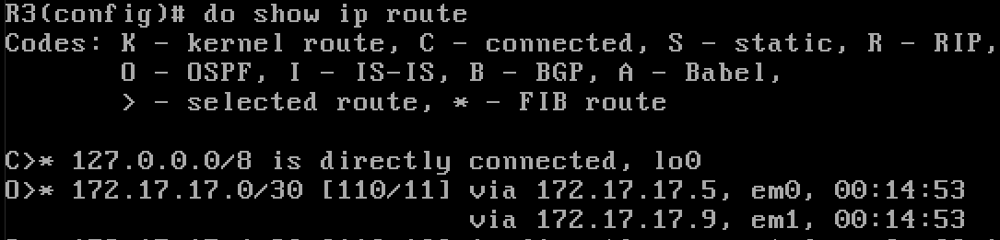 R3(config)# do show ip route
Codes: K - kernel route, C - connected, S - static, R - RIP,
O - OSPF, I - IS-IS, B - BGP, A - Babel,
> - selected route, * - FIB route
C>* 127.0.0.0/8 is directly connected, lo0
O>* 172.17.17.0/30 [110/11] via 172.17.17.5, em0, 00:14:53
via 172.17.17.9, em1, 00:14:53